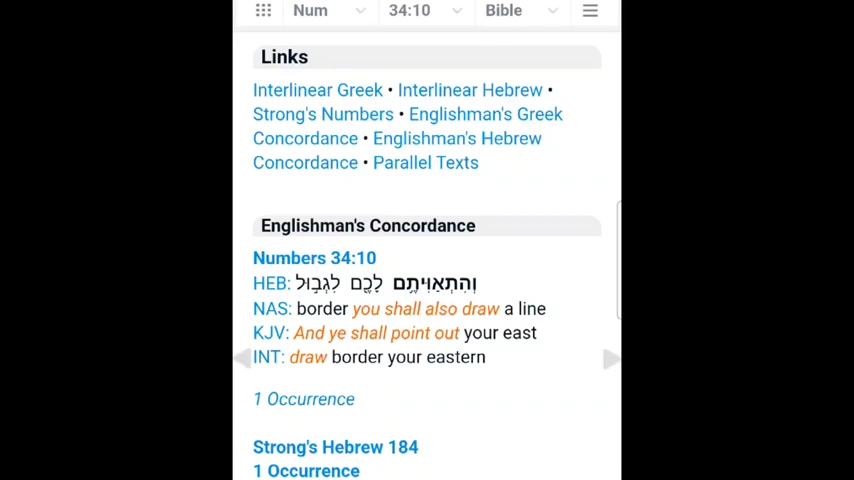 Num 34:10 Bible
Links
Interlinear Greek • Interlinear Hebrew •
Strong's Numbers • Englishman's Greek
Concordance • Englishman's Hebrew
Concordance • Parallel Texts
Englishman's Concordance
Numbers 34:10
HEB: וְהִתְאַוִּיתֶ֥ם לָכֶ֖ם לִגְב֣וּל
NAS: border you shall also draw a line
KJV: And ye shall point out your east
INT: draw border your eastern
1 Occurrence
Strong's Hebrew 184
1 Occurrence